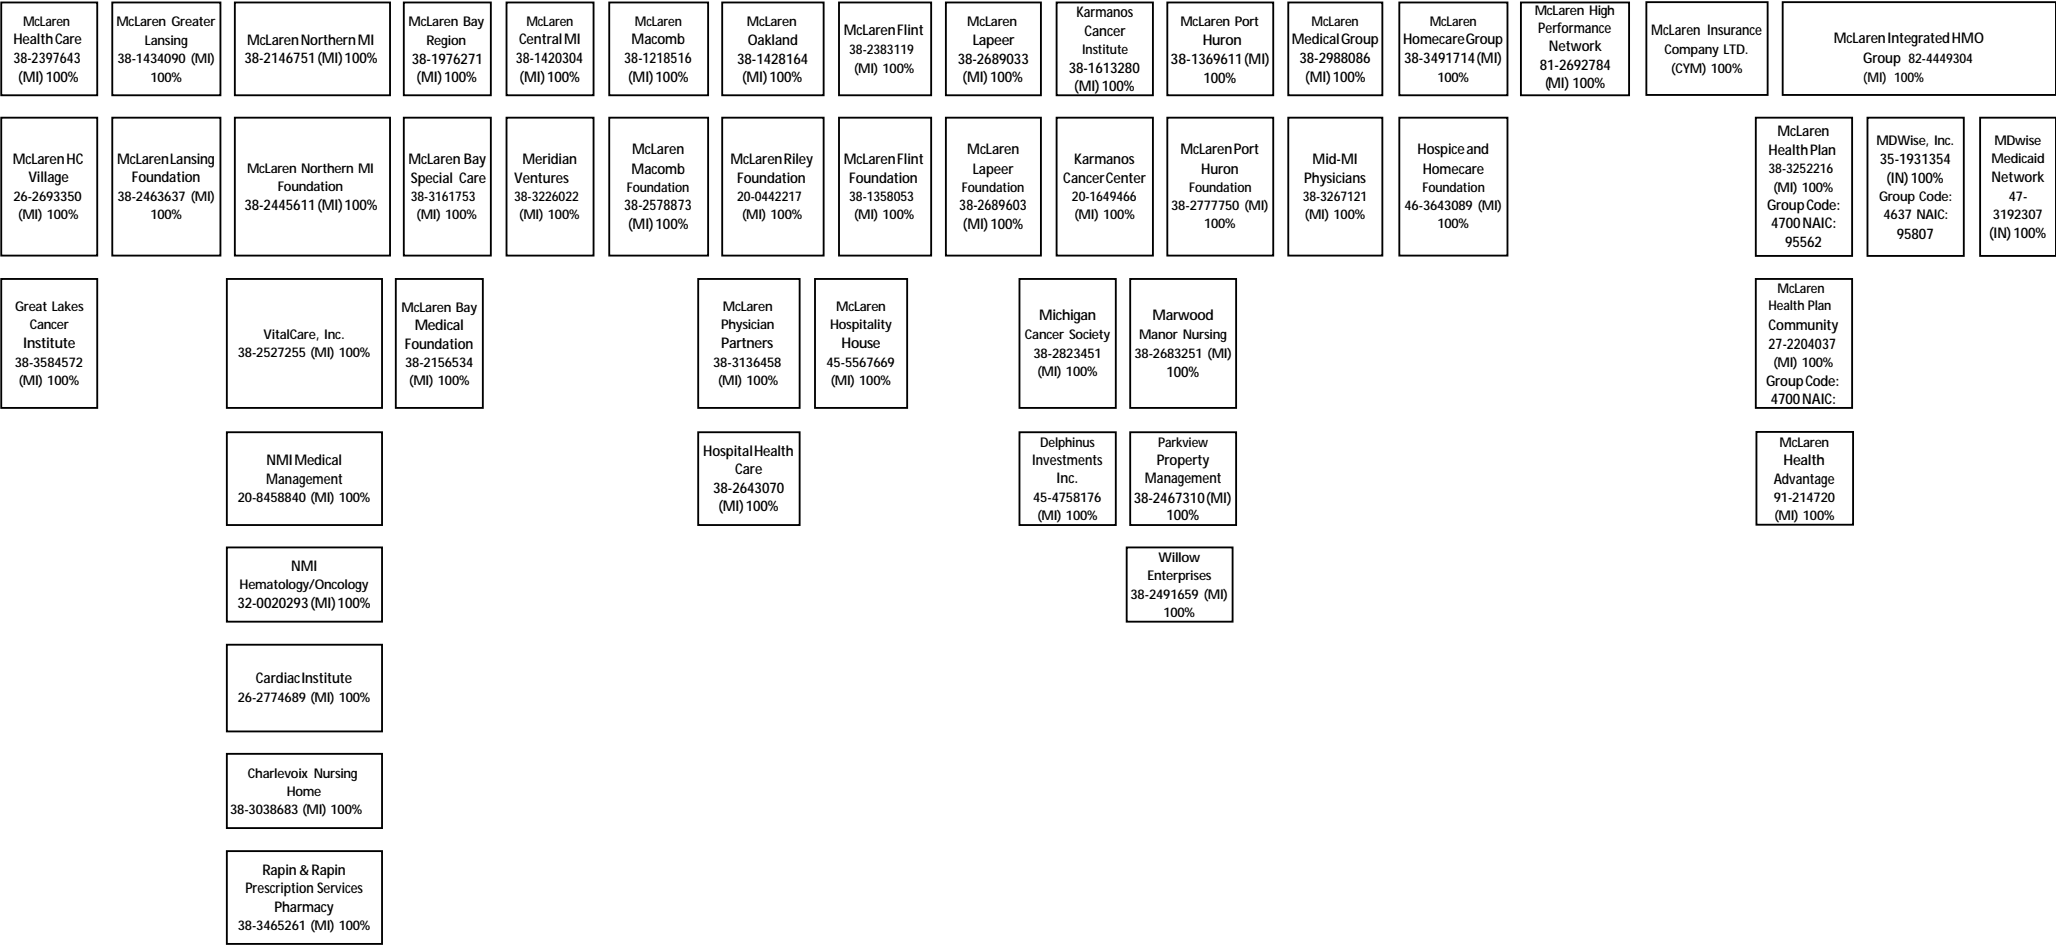 McLaren
Health Care
38-2397643
(MI) 100%
McLaren Greater
Lansing
38-1434090 (MI)
100%
McLaren Northern MI
38-2146751 (MI) 100%
McLaren Bay
Region
38-1976271
(MI) 100%
McLaren
Central MI
38-1420304
(MI) 100%
McLaren
Macomb
38-1218516
(MI) 100%
McLaren
Oakland
38-1428164
(MI) 100%
McLaren Flint
38-2383119
(MI) 100%
McLaren
Lapeer
38-2689033
(MI) 100%
Karmanos
Cancer
Institute
38-1613280
(MI) 100%
McLaren Port
Huron
38-1369611 (MI)
100%
McLaren
Medical Group
38-2988086
(MI) 100%
McLaren
Homecare Group
38-3491714 (MI)
100%
McLaren High
Performance
Network
81-2692784
(MI) 100%
McLaren Insurance
Company LTD.
(CYM) 100%
McLaren Integrated HMO
Group 82-4449304
(MI) 100%
McLaren HC
Village
26-2693350
(MI) 100%
McLaren Lansing
Foundation
38-2463637 (MI)
100%
McLaren Northern MI
Foundation
38-2445611 (MI) 100%
McLaren Bay
Special Care
38-3161753
(MI) 100%
Meridian
Ventures
38-3226022
(MI) 100%
McLaren
Macomb
Foundation
38-2578873
(MI) 100%
McLaren Riley
Foundation
20-0442217
(MI) 100%
McLaren Flint
Foundation
38-1358053
(MI) 100%
McLaren
Lapeer
Foundation
38-2689603
(MI) 100%
Karmanos
Cancer Center
20-1649466
(MI) 100%
McLaren Port
Huron
Foundation
38-2777750 (MI)
100%
Mid-MI
Physicians
38-3267121
(MI) 100%
Hospice and
Homecare
Foundation
46-3643089 (MI)
100%
McLaren
Health Plan
38-3252216
(MI) 100%
Group Code:
4700 NAIC:
95562
MDWise, Inc.
35-1931354
(IN) 100%
Group Code:
4637 NAIC:
95807
MDwise
Medicaid
Network
47-
3192307
(IN) 100%
Great Lakes
Cancer
Institute
38-3584572
(MI) 100%
VitalCare, Inc.
38-2527255 (MI) 100%
McLaren Bay
Medical
Foundation
38-2156534
(MI) 100%
McLaren
Physician
Partners
38-3136458
(MI) 100%
McLaren
Hospitality
House
45-5567669
(MI) 100%
Michigan
Cancer Society
38-2823451
(MI) 100%
Marwood
Manor Nursing
38-2683251 (MI)
100%
McLaren
Health Plan
Community
27-2204037
(MI) 100%
Group Code:
4700 NAIC:
NMI Medical
Management
20-8458840 (MI) 100%
Hospital Health
Care
38-2643070
(MI) 100%
Delphinus
Investments
Inc.
45-4758176
(MI) 100%
Parkview
Property
Management
38-2467310 (MI)
100%
McLaren
Health
Advantage
91-214720
(MI) 100%
NMI
Hematology/Oncology
32-0020293 (MI) 100%
Willow
Enterprises
38-2491659 (MI)
100%
Cardiac Institute
26-2774689 (MI) 100%
Charlevoix Nursing
Home
38-3038683 (MI) 100%
Rapin & Rapin
Prescription Services
Pharmacy
38-3465261 (MI) 100%